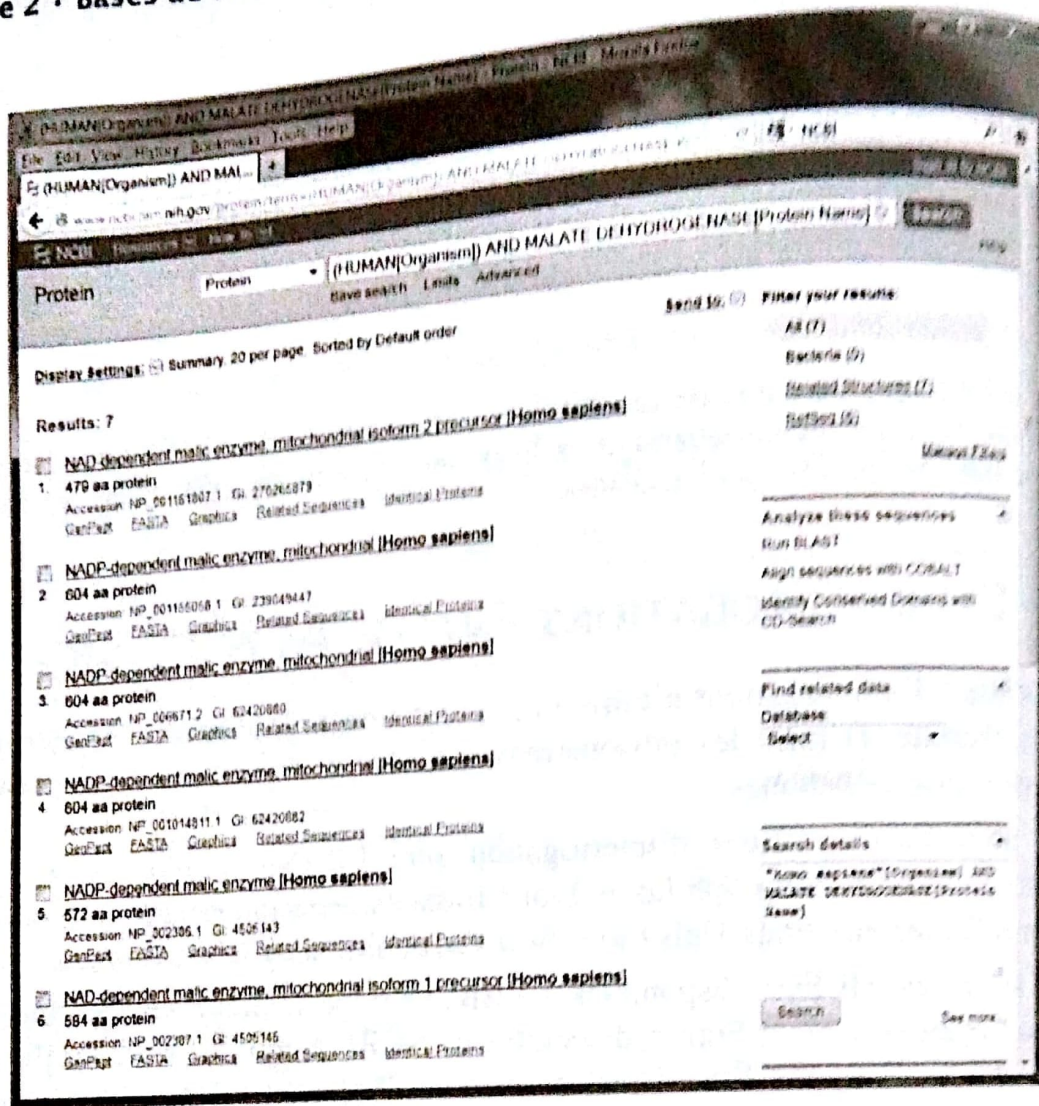 e 2 • BASES
(HUMAN[Organism]) AND MALATE DEHYDROGENASE[Protein Name] - Protein - NCBI - Mozilla Firefox
File Edit View History Bookmarks Tools Help
(HUMAN[Organism]) AND MAL... +
NCBI
NCBI Resources How To
Protein Protein (HUMAN[Organism]) AND MALATE DEHYDROGENASE[Protein Name] Search
Save search Limits Advanced
Help
Display Settings: Summary, 20 per page, Sorted by Default order
Send to:
Results: 7
NAD-dependent malic enzyme, mitochondrial isoform 2 precursor [Homo sapiens]
1. 479 aa protein
Accession: NP_001161807.1 GI: 270265879
GenPept FASTA Graphics Related Sequences Identical Proteins
NADP-dependent malic enzyme, mitochondrial [Homo sapiens]
2. 604 aa protein
Accession: NP_001155058.1 GI: 239049447
GenPept FASTA Graphics Related Sequences Identical Proteins
NADP-dependent malic enzyme, mitochondrial [Homo sapiens]
3. 604 aa protein
Accession: NP_006671.2 GI: 62420880
GenPept FASTA Graphics Related Sequences Identical Proteins
NADP-dependent malic enzyme, mitochondrial [Homo sapiens]
4. 604 aa protein
Accession: NP_001014811.1 GI: 62420882
GenPept FASTA Graphics Related Sequences Identical Proteins
NADP-dependent malic enzyme [Homo sapiens]
5. 572 aa protein
Accession: NP_002386.1 GI: 4505143
GenPept FASTA Graphics Related Sequences Identical Proteins
NAD-dependent malic enzyme, mitochondrial isoform 1 precursor [Homo sapiens]
6. 584 aa protein
Accession: NP_002387.1 GI: 4505145
GenPept FASTA Graphics Related Sequences Identical Proteins
Filter your results:
All (7)
Bacteria (0)
Related Structures (7)
RefSeq (6)
Manage Filters
Analyze these sequences
Run BLAST
Align sequences with COBALT
Identify Conserved Domains with
CD-Search
Find related data
Database:
Select
Search details
"Homo sapiens"[Organism] AND
MALATE DEHYDROGENASE[Protein
Name]
Search
See more...